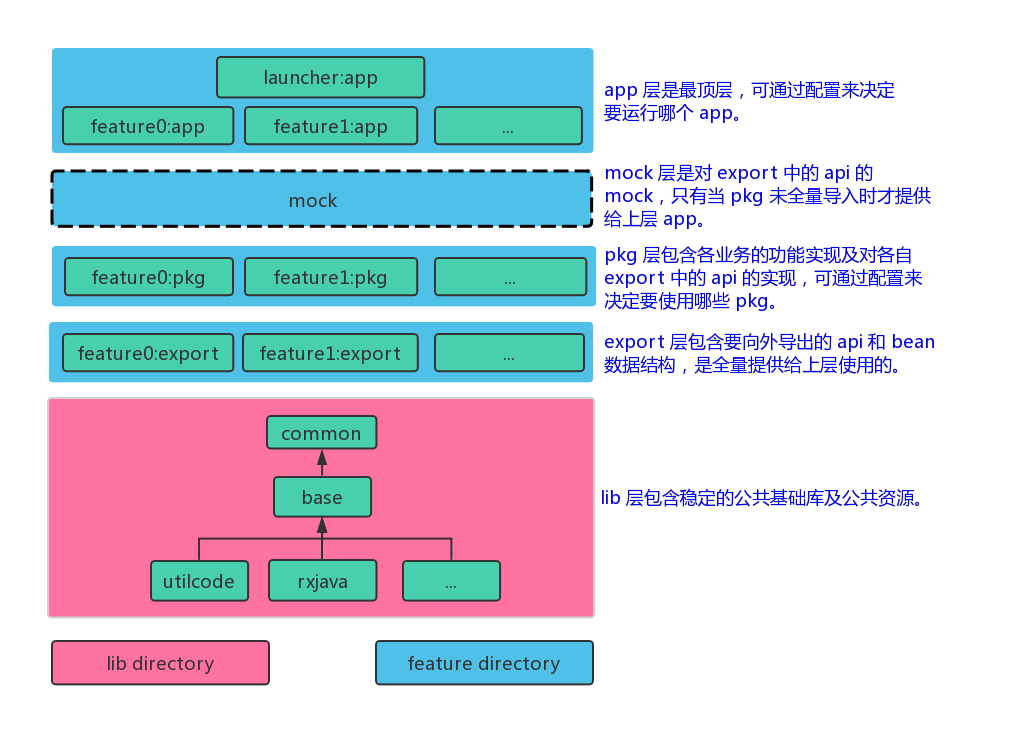 launcher:app
feature0:app
feature1:app
...
app 层是最顶层，可通过配置来决定
要运行哪个 app。
mock
mock 层是对 export 中的 api 的
mock，只有当 pkg 未全量导入时才提供
给上层 app。
feature0:pkg
feature1:pkg
...
pkg 层包含各业务的功能实现及对各自
export 中的 api 的实现，可通过配置来
决定要使用哪些 pkg。
feature0:export
feature1:export
...
export 层包含要向外导出的 api 和 bean
数据结构，是全量提供给上层使用的。
common
base
utilcode
rxjava
...
lib 层包含稳定的公共基础库及公共资源。
lib directory
feature directory